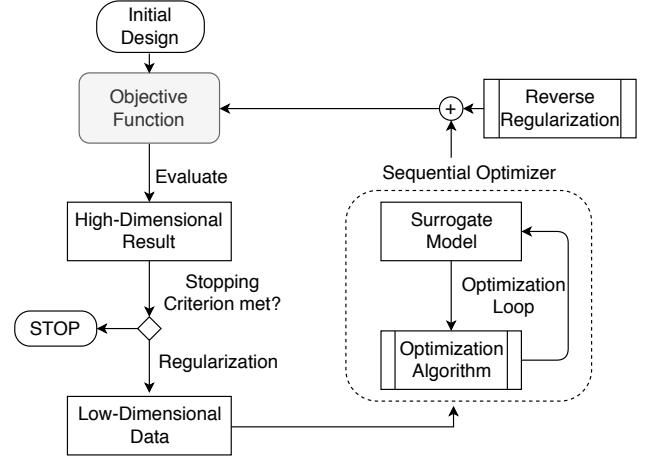 Initial
Design
Objective
Function
+
Reverse
Regularization
Evaluate
Sequential Optimizer
High-Dimensional
Result
Surrogate
Model
Stopping
Criterion met?
Optimization
Loop
STOP
Regularization
Optimization
Algorithm
Low-Dimensional
Data